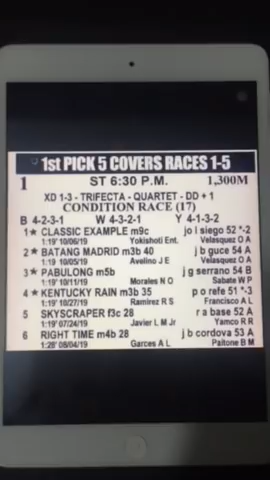 1st PICK 5 COVERS RACES 1-5
1 ST 6:30 P.M. 1,300M
XD 1-3 - TRIFECTA - QUARTET - DD + 1
CONDITION RACE (17)
B 4-2-3-1 W 4-3-2-1 Y 4-1-3-2
1★ CLASSIC EXAMPLE m9c jo l siego 52 *-2
1:19' 10/06/19 Yokishoti Ent. Velasquez O A
2★ BATANG MADRID m3b 40 j b guce 54 A
1:19 10/05/19 Avelino J E Velasquez O A
3★ PABULONG m5b j g serrano 54 B
1:19' 10/11/19 Morales N O Sabate W P
4★ KENTUCKY RAIN m3b 35 p o refe 51 *-3
1:19' 10/27/19 Ramirez R S Francisco A L
5 SKYSCRAPER f3c 28 r a base 52 A
1:19' 07/24/19 Javier L M Jr Yamco R R
6 RIGHT TIME m4b 28 j b cordova 53 A
1:28' 08/04/19 Garces A L Paitone B M